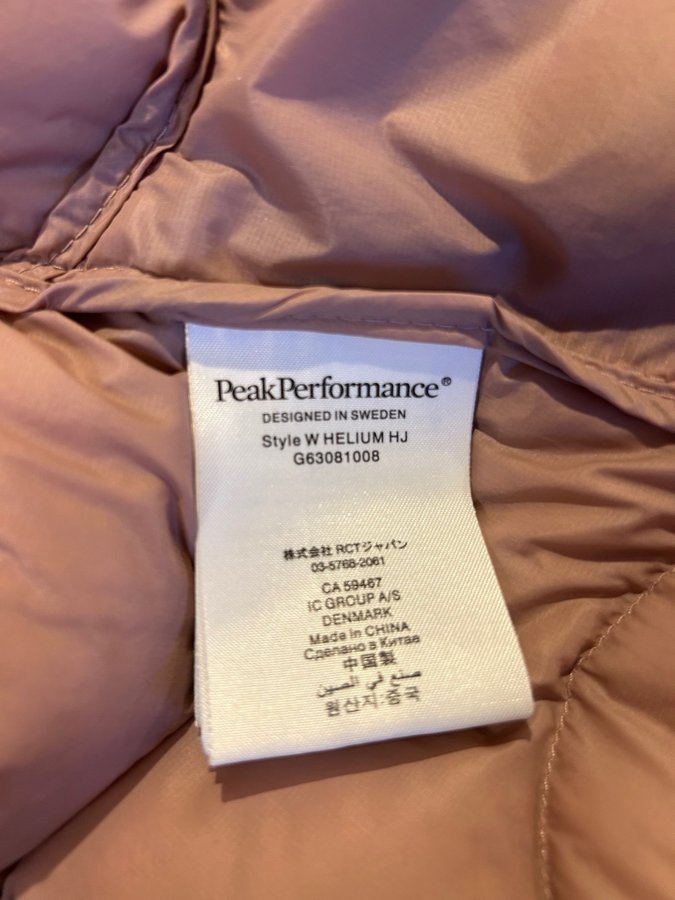 PeakPerformance®
DESIGNED IN SWEDEN
Style W HELIUM HJ
G63081008
株式会社 RCTジャパン
03-5768-2061
CA 59467
IC GROUP A/S
DENMARK
Made in CHINA
Сделано в Китае
中国製
صنع في الصين
원산지: 중국